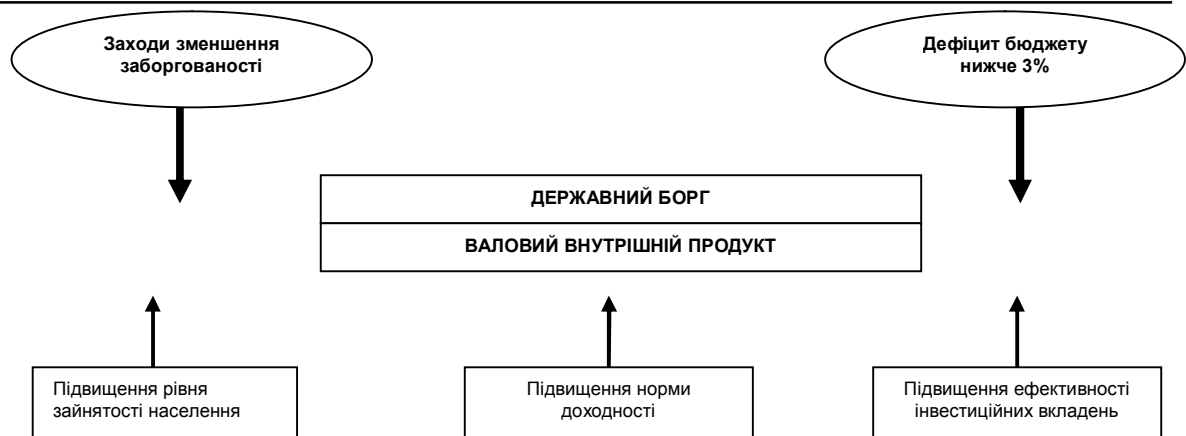 Заходи зменшення
заборгованості
Дефіцит бюджету
нижче 3%
ДЕРЖАВНИЙ БОРГ
ВАЛОВИЙ ВНУТРІШНІЙ ПРОДУКТ
Підвищення рівня
зайнятості населення
Підвищення норми
доходності
Підвищення ефективності
інвестиційних вкладень